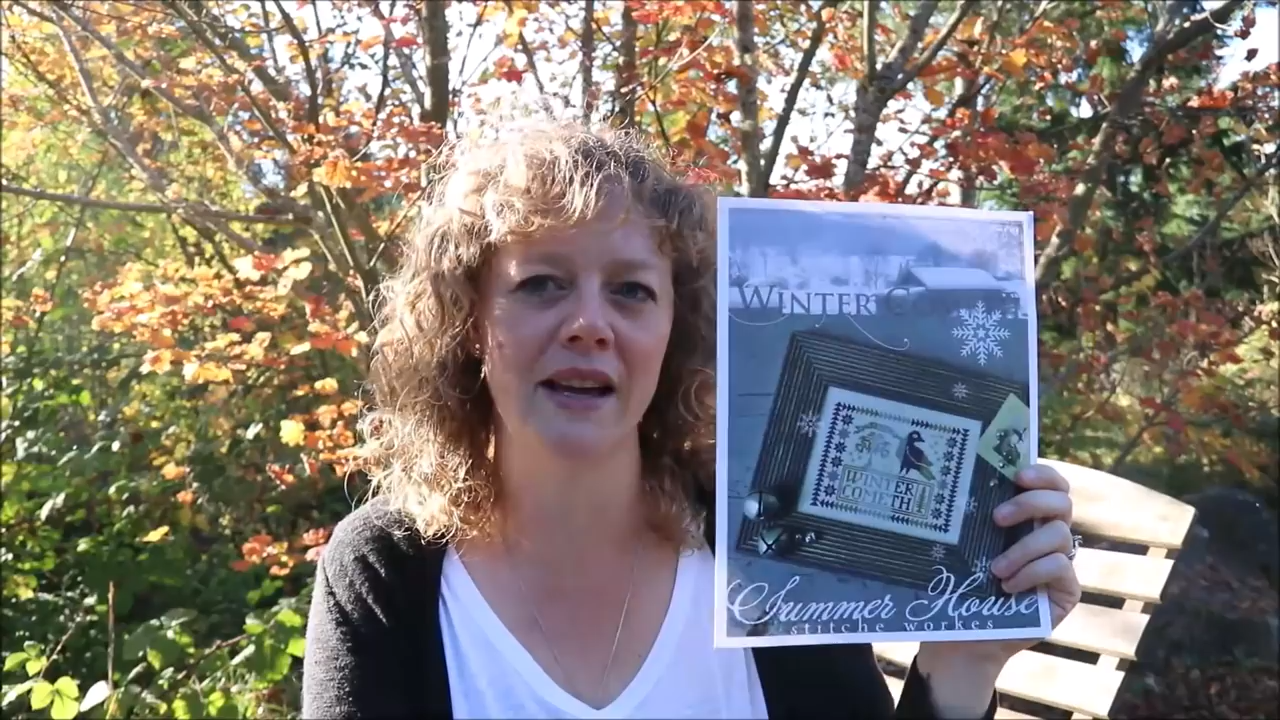 WINTER C
WINTER
COMETH
Summer House
stitche workes